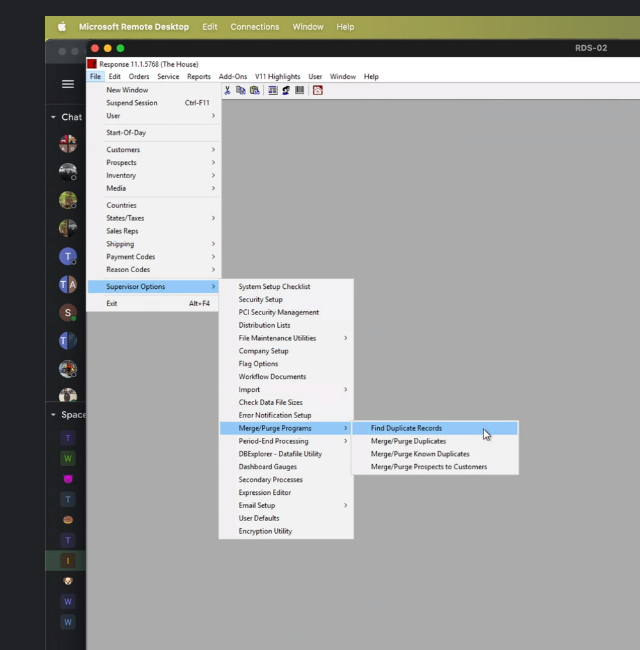 Microsoft Remote Desktop Edit Connections Window Help
RDS-02
Response 11.1.5768 (The House)
File Edit Orders Service Reports Add-Ons V11 Highlights User Window Help
New Window
Suspend Session Ctrl-F11
User
Start-Of-Day
Customers
Prospects
Inventory
Media
Countries
States/Taxes
Sales Reps
Shipping
Payment Codes
Reason Codes
Supervisor Options
Exit Alt+F4
System Setup Checklist
Security Setup
PCI Security Management
Distribution Lists
File Maintenance Utilities
Company Setup
Flag Options
Workflow Documents
Import
Check Data File Sizes
Error Notification Setup
Merge/Purge Programs
Period-End Processing
DBExplorer - Datafile Utility
Dashboard Gauges
Secondary Processes
Expression Editor
Email Setup
User Defaults
Encryption Utility
Find Duplicate Records
Merge/Purge Duplicates
Merge/Purge Known Duplicates
Merge/Purge Prospects to Customers
Chat
T
T A
S
T
Space
T
W
T
T
I
W
W